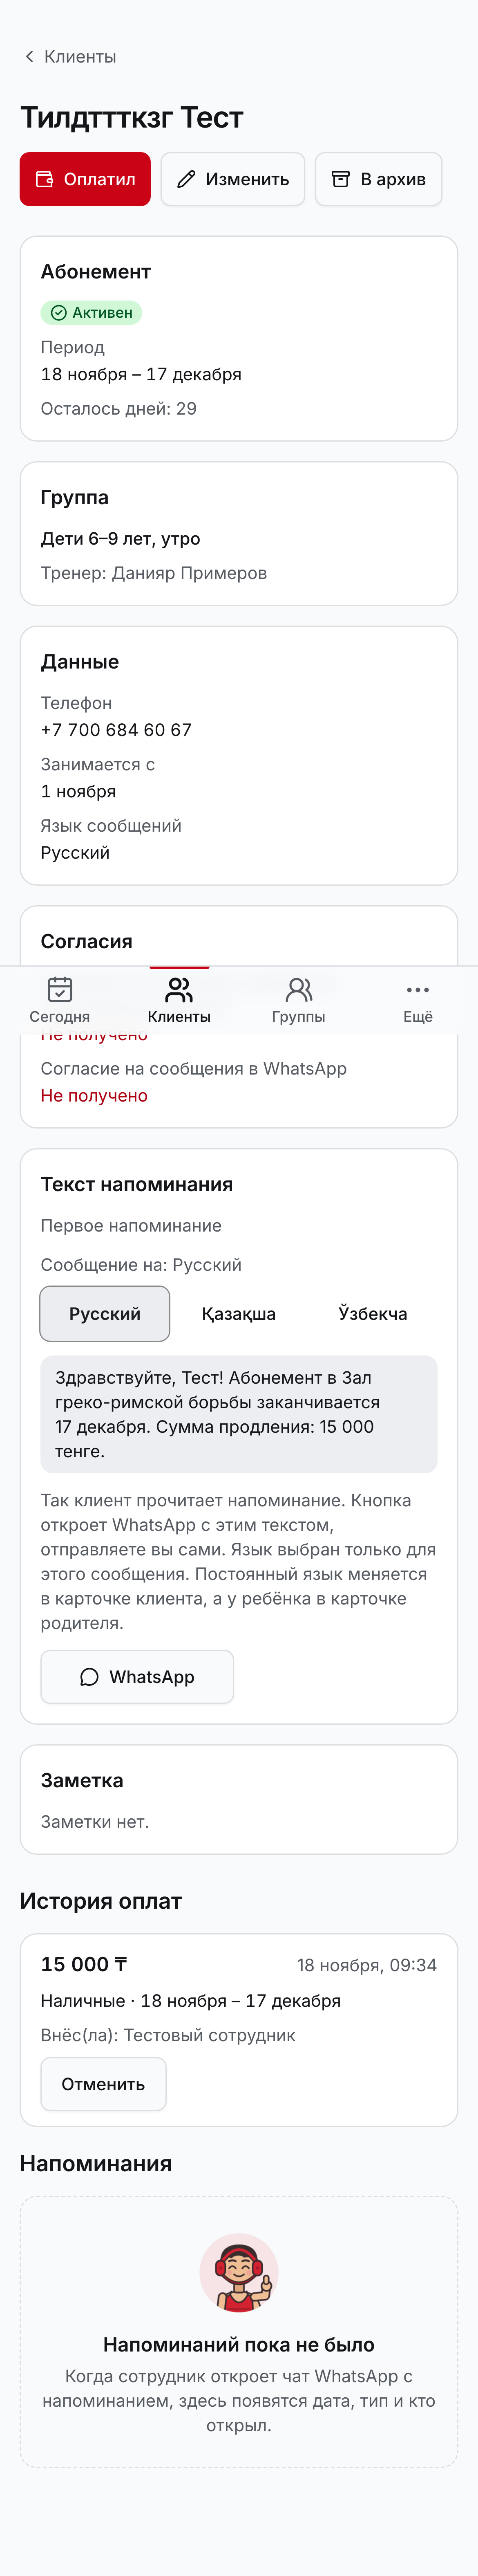 Клиенты
Тилдттткзг Тест
Оплатил
Изменить
В архив
Абонемент
Активен
Период
18 ноября – 17 декабря
Осталось дней: 29
Группа
Дети 6–9 лет, утро
Тренер: Данияр Примеров
Данные
Телефон
+7 700 684 60 67
Занимается с
1 ноября
Язык сообщений
Русский
Согласия
Сегодня
Клиенты
Группы
Ещё
Не получено
Согласие на сообщения в WhatsApp
Не получено
Текст напоминания
Первое напоминание
Сообщение на: Русский
Русский
Қазақша
Ўзбекча
Здравствуйте, Тест! Абонемент в Зал
греко-римской борьбы заканчивается
17 декабря. Сумма продления: 15 000
тенге.
Так клиент прочитает напоминание. Кнопка
откроет WhatsApp с этим текстом,
отправляете вы сами. Язык выбран только для
этого сообщения. Постоянный язык меняется
в карточке клиента, а у ребёнка в карточке
родителя.
WhatsApp
Заметка
Заметки нет.
История оплат
15 000 ₸
18 ноября, 09:34
Наличные · 18 ноября – 17 декабря
Внёс(ла): Тестовый сотрудник
Отменить
Напоминания
Напоминаний пока не было
Когда сотрудник откроет чат WhatsApp с
напоминанием, здесь появятся дата, тип и кто
открыл.